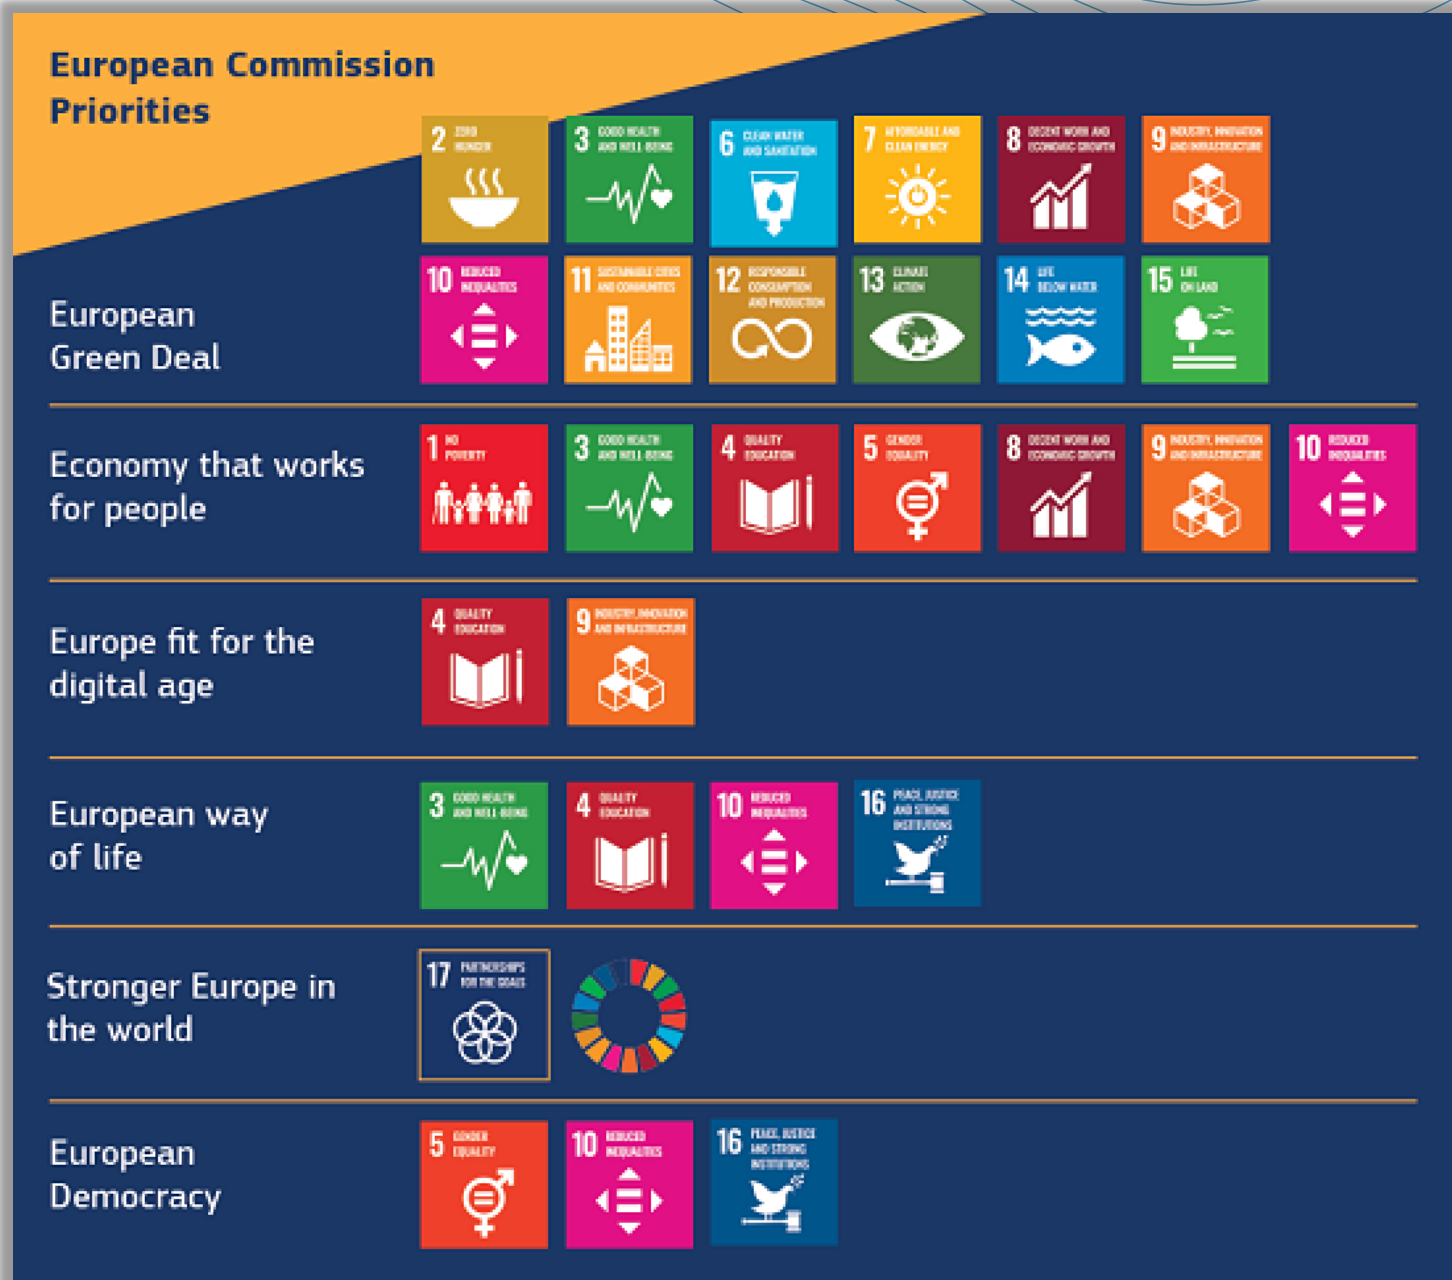 European Commission
Priorities
2 ZERO
HUNGER
3 GOOD HEALTH
AND WELL-BEING
6 CLEAN WATER
AND SANITATION
7 AFFORDABLE AND
CLEAN ENERGY
8 DECENT WORK AND
ECONOMIC GROWTH
9 INDUSTRY, INNOVATION
AND INFRASTRUCTURE
European
Green Deal
10 REDUCED
INEQUALITIES
11 SUSTAINABLE CITIES
AND COMMUNITIES
12 RESPONSIBLE
CONSUMPTION
AND PRODUCTION
13 CLIMATE
ACTION
14 LIFE
BELOW WATER
15 LIFE
ON LAND
Economy that works
for people
1 NO
POVERTY
3 GOOD HEALTH
AND WELL-BEING
4 QUALITY
EDUCATION
5 GENDER
EQUALITY
8 DECENT WORK AND
ECONOMIC GROWTH
9 INDUSTRY, INNOVATION
AND INFRASTRUCTURE
10 REDUCED
INEQUALITIES
Europe fit for the
digital age
4 QUALITY
EDUCATION
9 INDUSTRY, INNOVATION
AND INFRASTRUCTURE
European way
of life
3 GOOD HEALTH
AND WELL-BEING
4 QUALITY
EDUCATION
10 REDUCED
INEQUALITIES
16 PEACE, JUSTICE
AND STRONG
INSTITUTIONS
Stronger Europe in
the world
17 PARTNERSHIPS
FOR THE GOALS
European
Democracy
5 GENDER
EQUALITY
10 REDUCED
INEQUALITIES
16 PEACE, JUSTICE
AND STRONG
INSTITUTIONS